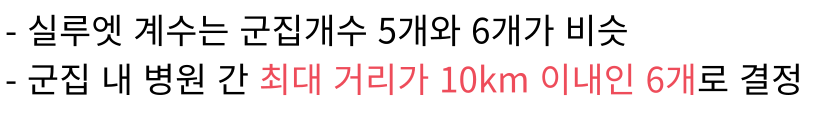 - 실루엣 계수는 군집개수 5개와 6개가 비슷
- 군집 내 병원 간 최대 거리가 10km 이내인 6개로 결정